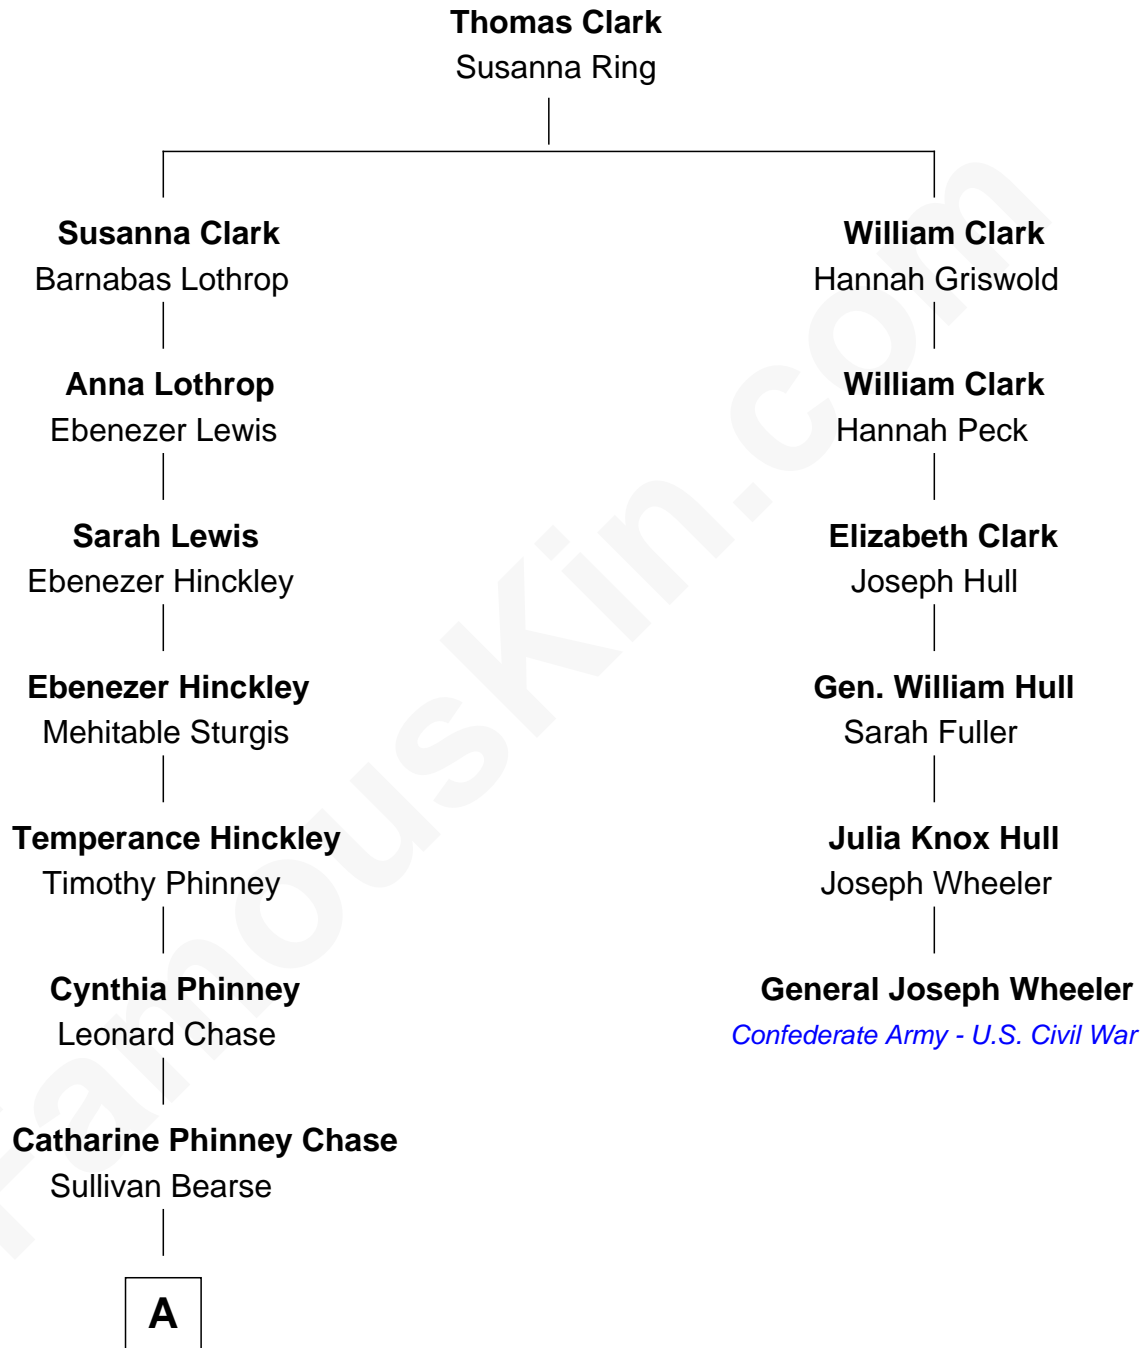 Thomas Clark
Susanna Ring
Susanna Clark
Barnabas Lothrop
William Clark
Hannah Griswold
Anna Lothrop
Ebenezer Lewis
William Clark
Hannah Peck
Sarah Lewis
Ebenezer Hinckley
Elizabeth Clark
Joseph Hull
Ebenezer Hinckley
Mehitable Sturgis
Gen. William Hull
Sarah Fuller
Temperance Hinckley
Timothy Phinney
Julia Knox Hull
Joseph Wheeler
Cynthia Phinney
Leonard Chase
General Joseph Wheeler
Confederate Army - U.S. Civil War
Catharine Phinney Chase
Sullivan Bearse
A
FamousKin.com